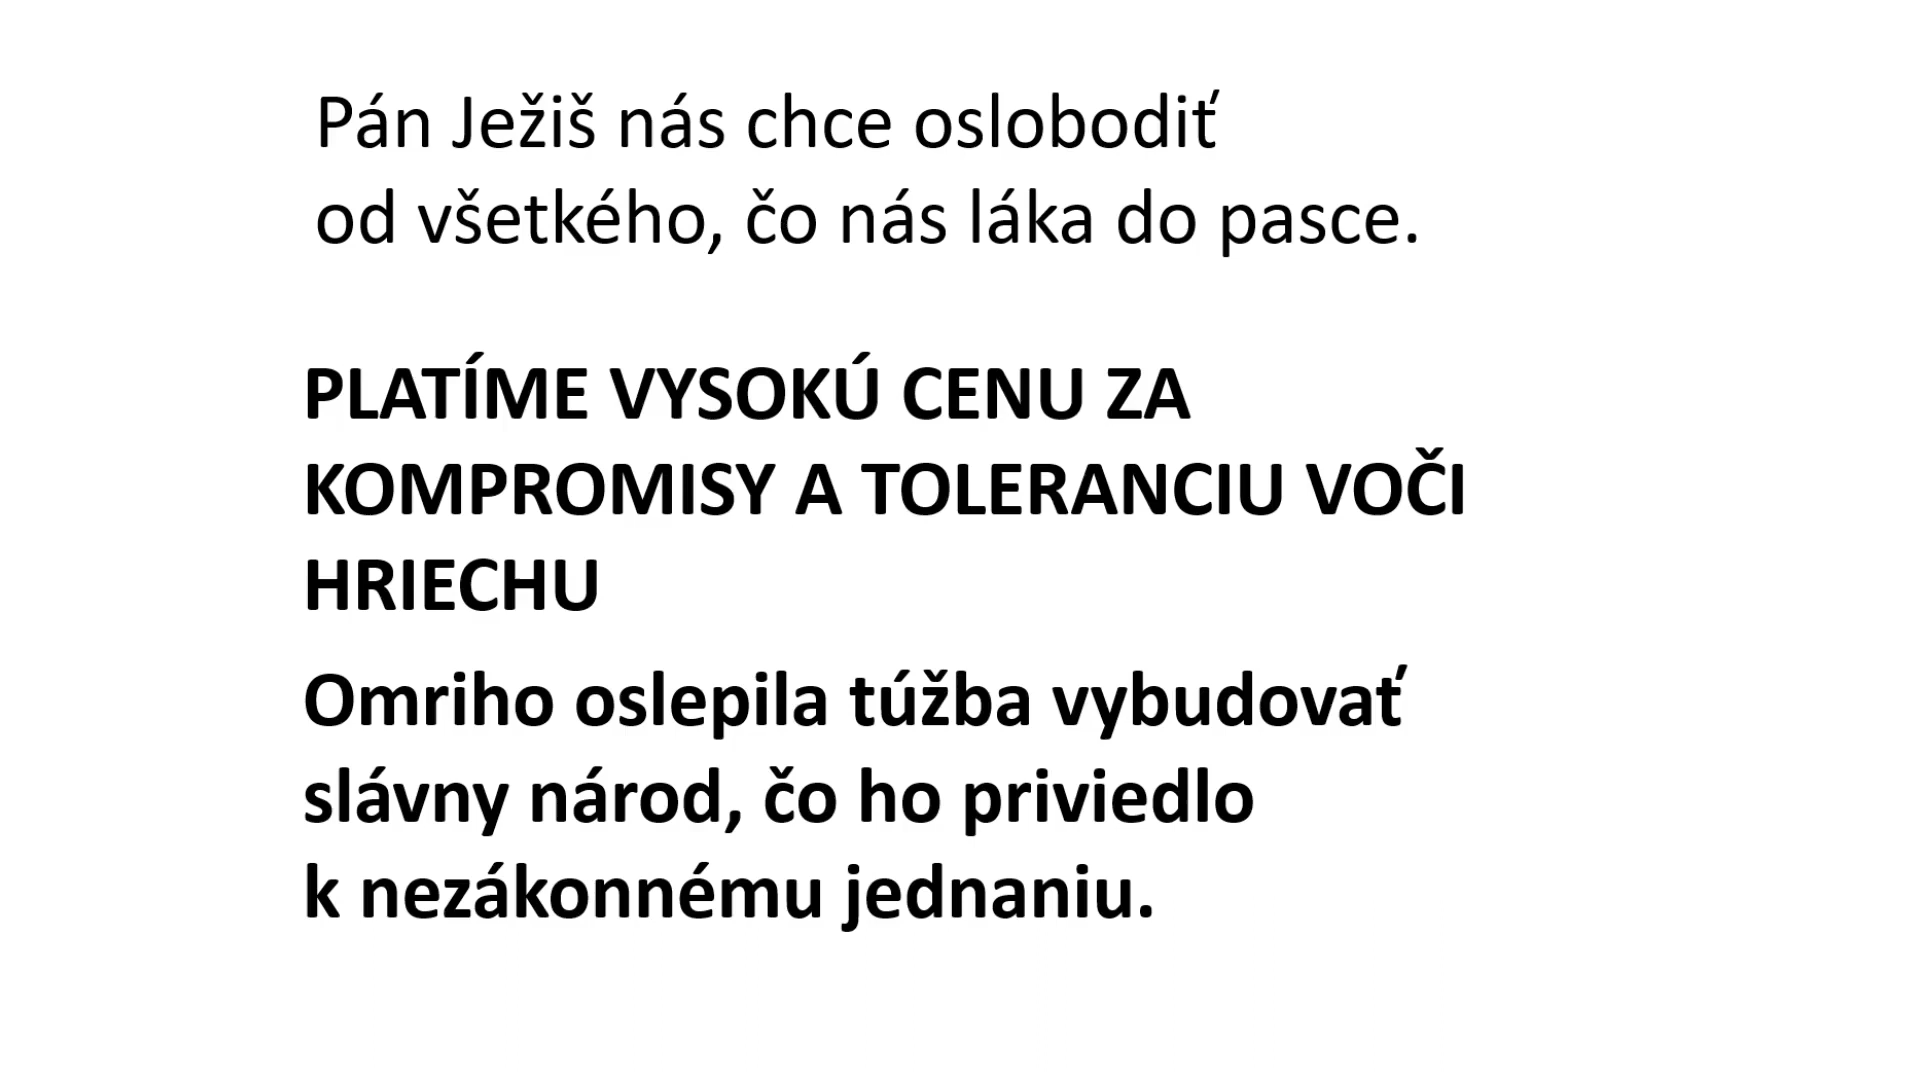 Pán Ježiš nás chce oslobodiť
od všetkého, čo nás láka do pasce.
PLATÍME VYSOKÚ CENU ZA
KOMPROMISY A TOLERANCIU VOČI
HRIECHU
Omriho oslepila túžba vybudovať
slávny národ, čo ho priviedlo
k nezákonnému jednaniu.